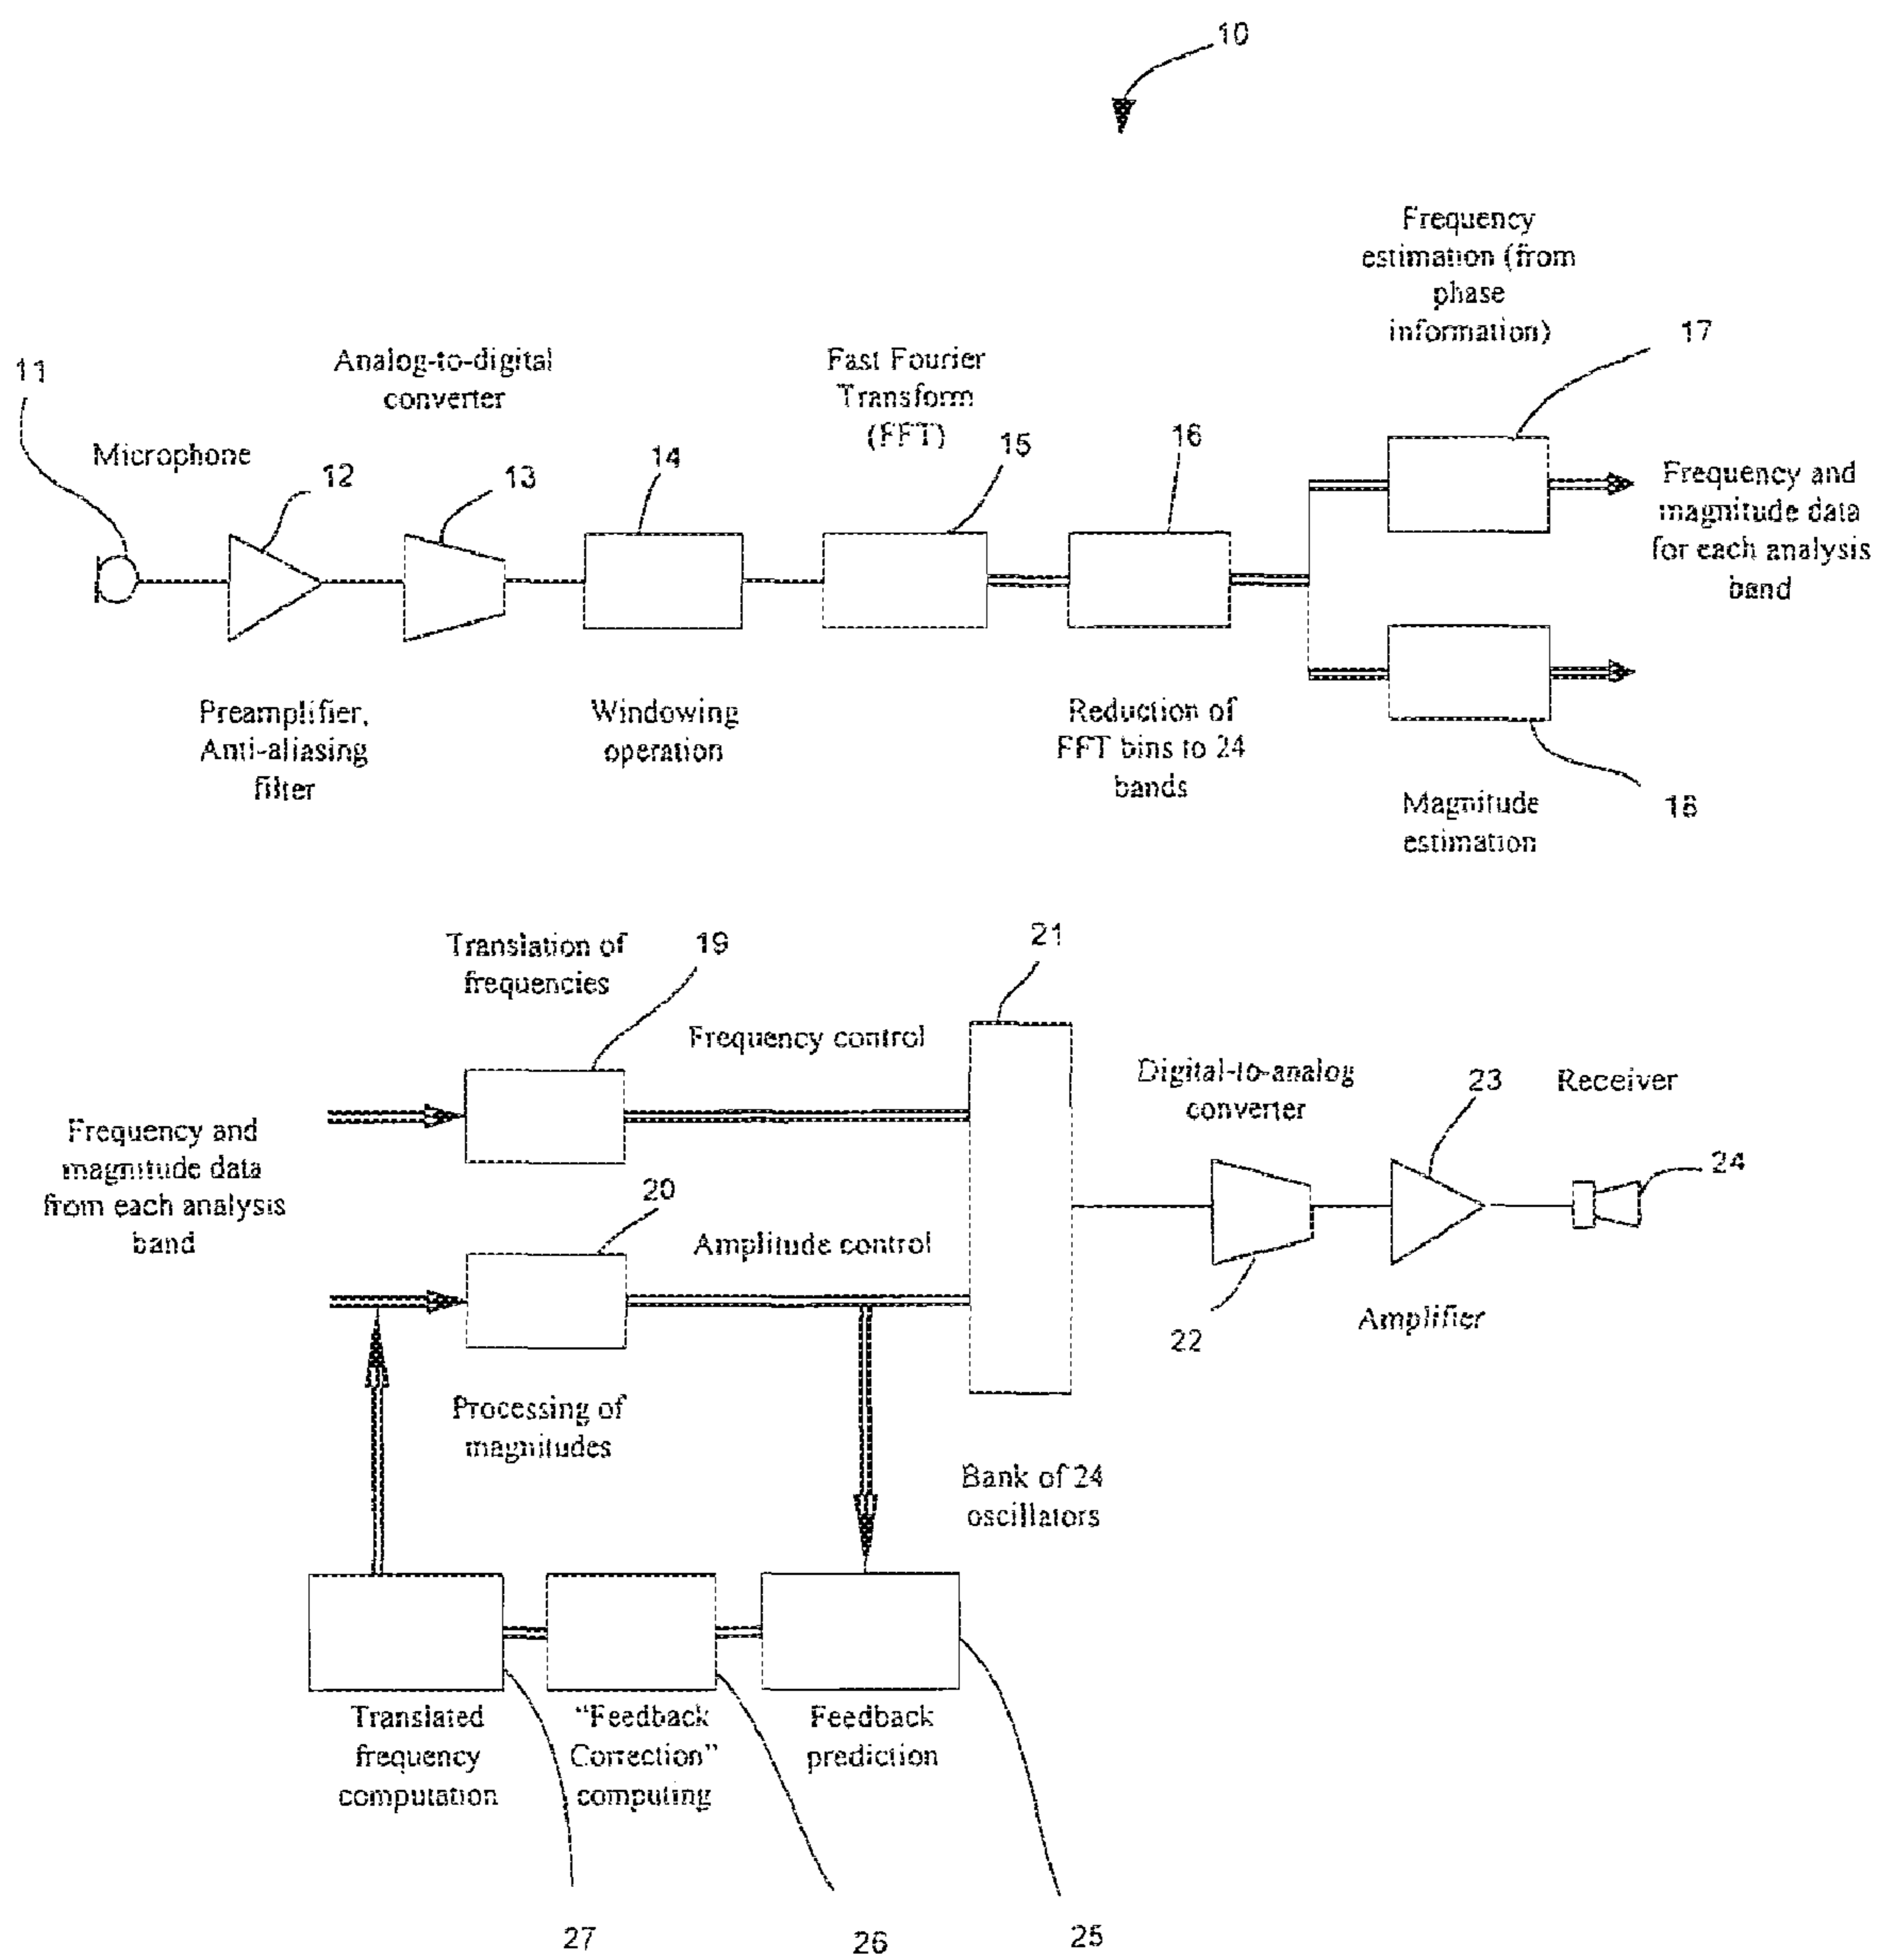 10
Frequency
estimation (from
phase
information)
17
11
Analog-to-digital
converter
Fast Fourier
Transform
(FFT)
Microphone
12
13
14
15
16
Frequency and
magnitude data
for each analysis
band
Preamplifier,
Anti-aliasing
filter
Windowing
operation
Reduction of
FFT bins to 24
bands
Magnitude
estimation
18
Translation of
frequencies
19
21
Frequency control
Digital-to-analog
converter
23
Receiver
24
Frequency and
magnitude data
from each analysis
band
20
Amplitude control
22
Amplifier
Processing of
magnitudes
Bank of 24
oscillators
Translated
frequency
computation
"Feedback
Correction"
computing
Feedback
prediction
27
26
25